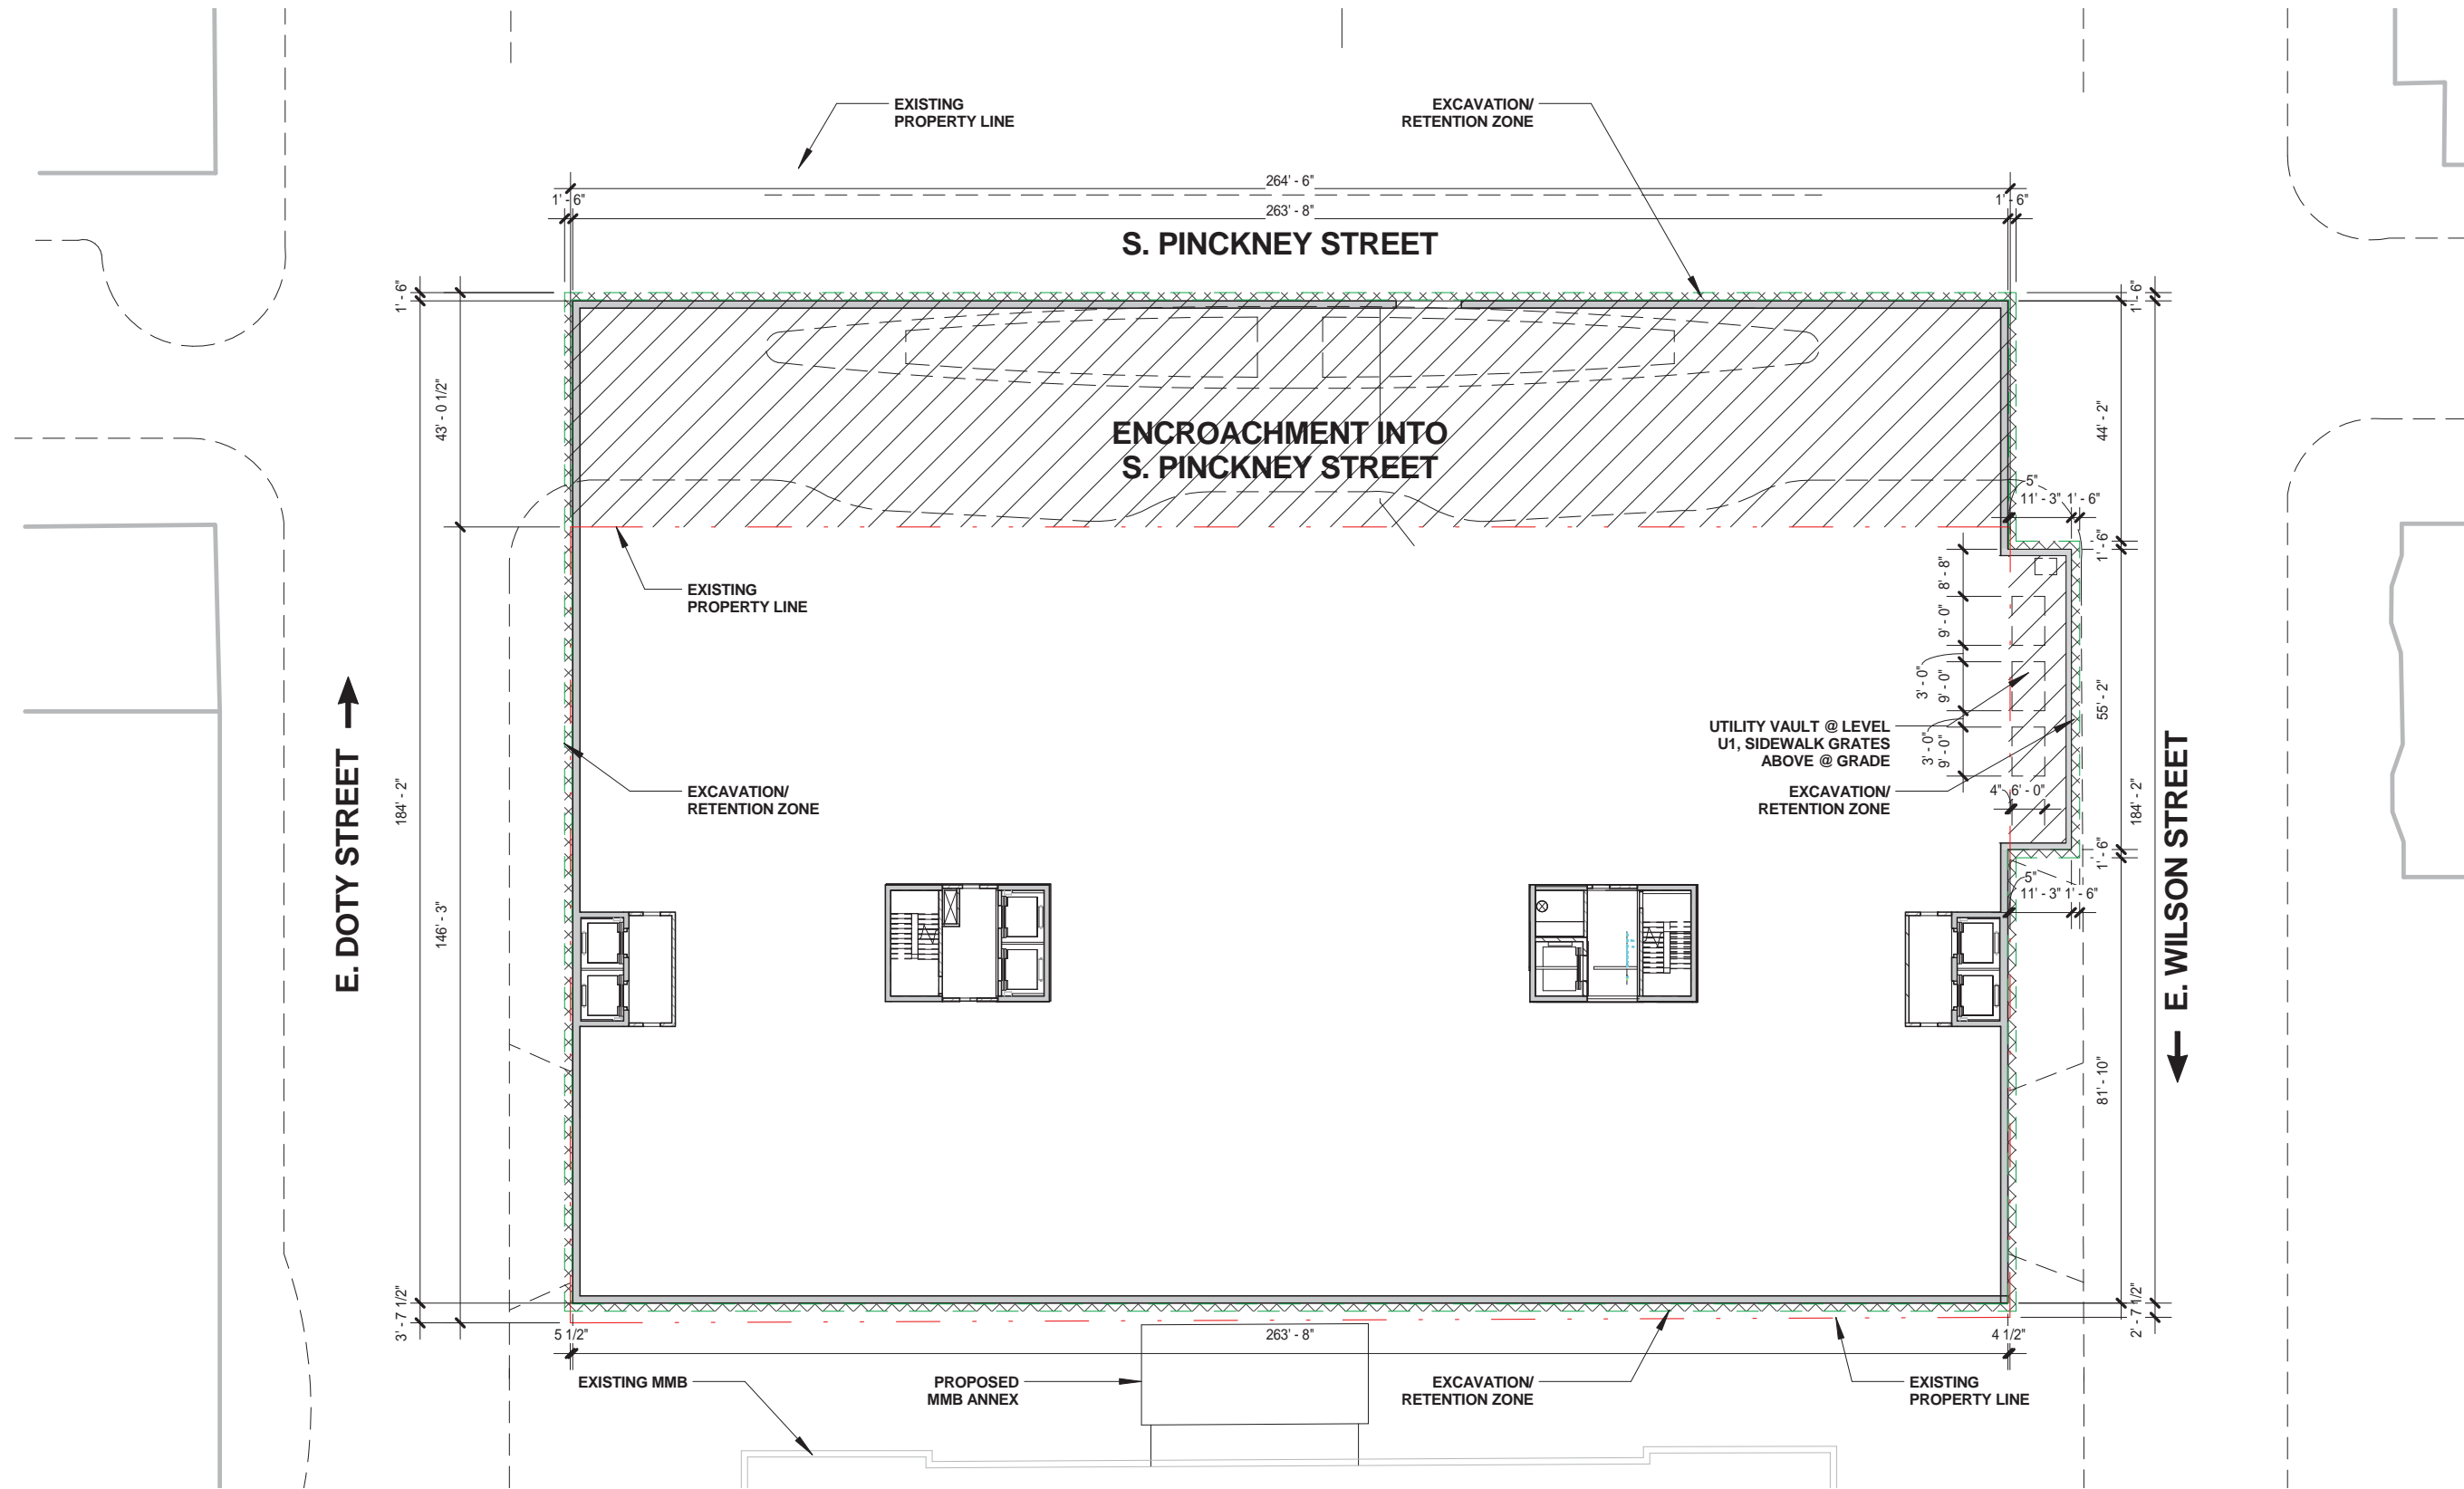 EXISTING
PROPERTY LINE
EXCAVATION/
RETENTION ZONE
264' - 6"
1' - 6"
263' - 8"
1' - 6"
S. PINCKNEY STREET
1' - 6"
43' - 0 1/2"
184' - 2"
146' - 3"
3' - 7 1/2"
E. DOTY STREET
ENCROACHMENT INTO
S. PINCKNEY STREET
EXISTING
PROPERTY LINE
EXCAVATION/
RETENTION ZONE
1' - 6"
44' - 2"
5"
11' - 3"
1' - 6"
1' - 6"
8' - 8"
9' - 0"
3' - 0"
9' - 0"
3' - 0"
9' - 0"
55' - 2"
UTILITY VAULT @ LEVEL
U1, SIDEWALK GRATES
ABOVE @ GRADE
EXCAVATION/
RETENTION ZONE
4"
6' - 0"
184' - 2"
1' - 6"
5"
11' - 3"
1' - 6"
E. WILSON STREET
81' - 10"
2' - 7 1/2"
5 1/2"
263' - 8"
4 1/2"
EXISTING MMB
PROPOSED
MMB ANNEX
EXCAVATION/
RETENTION ZONE
EXISTING
PROPERTY LINE